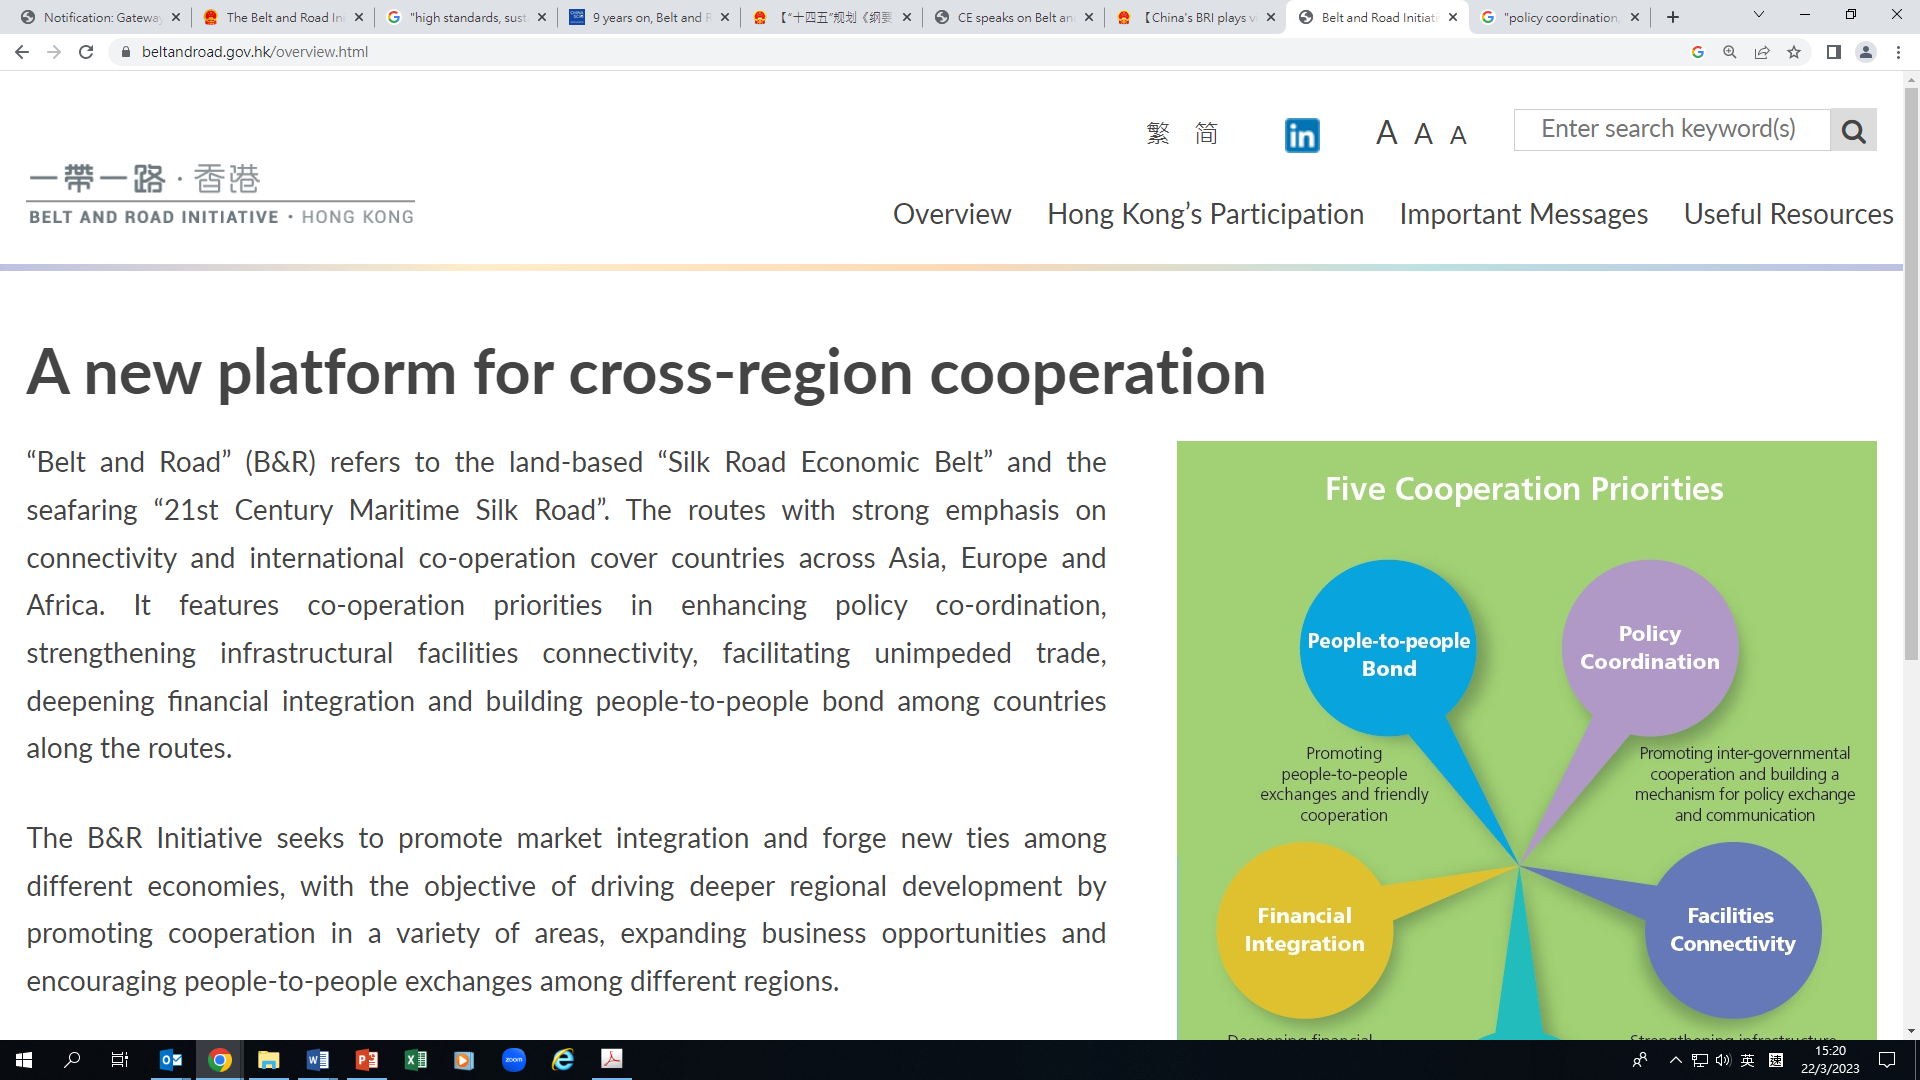 Notification: Gateway
The Belt and Road Ini
"high standards, susta
9 years on, Belt and R
【"十四五"规划《纲要
CE speaks on Belt and
【China's BRI plays vi
Belt and Road Initiati
"policy coordination,
beltandroad.gov.hk/overview.html
繁 简
in
A A A
Enter search keyword(s)
一帶一路·香港
BELT AND ROAD INITIATIVE • HONG KONG
Overview Hong Kong’s Participation Important Messages Useful Resources
A new platform for cross-region cooperation
“Belt and Road” (B&R) refers to the land-based “Silk Road Economic Belt” and the
seafaring “21st Century Maritime Silk Road”. The routes with strong emphasis on
connectivity and international co-operation cover countries across Asia, Europe and
Africa. It features co-operation priorities in enhancing policy co-ordination,
strengthening infrastructural facilities connectivity, facilitating unimpeded trade,
deepening financial integration and building people-to-people bond among countries
along the routes.
The B&R Initiative seeks to promote market integration and forge new ties among
different economies, with the objective of driving deeper regional development by
promoting cooperation in a variety of areas, expanding business opportunities and
encouraging people-to-people exchanges among different regions.
Five Cooperation Priorities
People-to-people
Bond
Policy
Coordination
Promoting
people-to-people
exchanges and friendly
cooperation
Promoting inter-governmental
cooperation and building a
mechanism for policy exchange
and communication
Financial
Integration
Facilities
Connectivity
Deepening financial
Strengthening infrastructure
zoom
英
15:20
22/3/2023